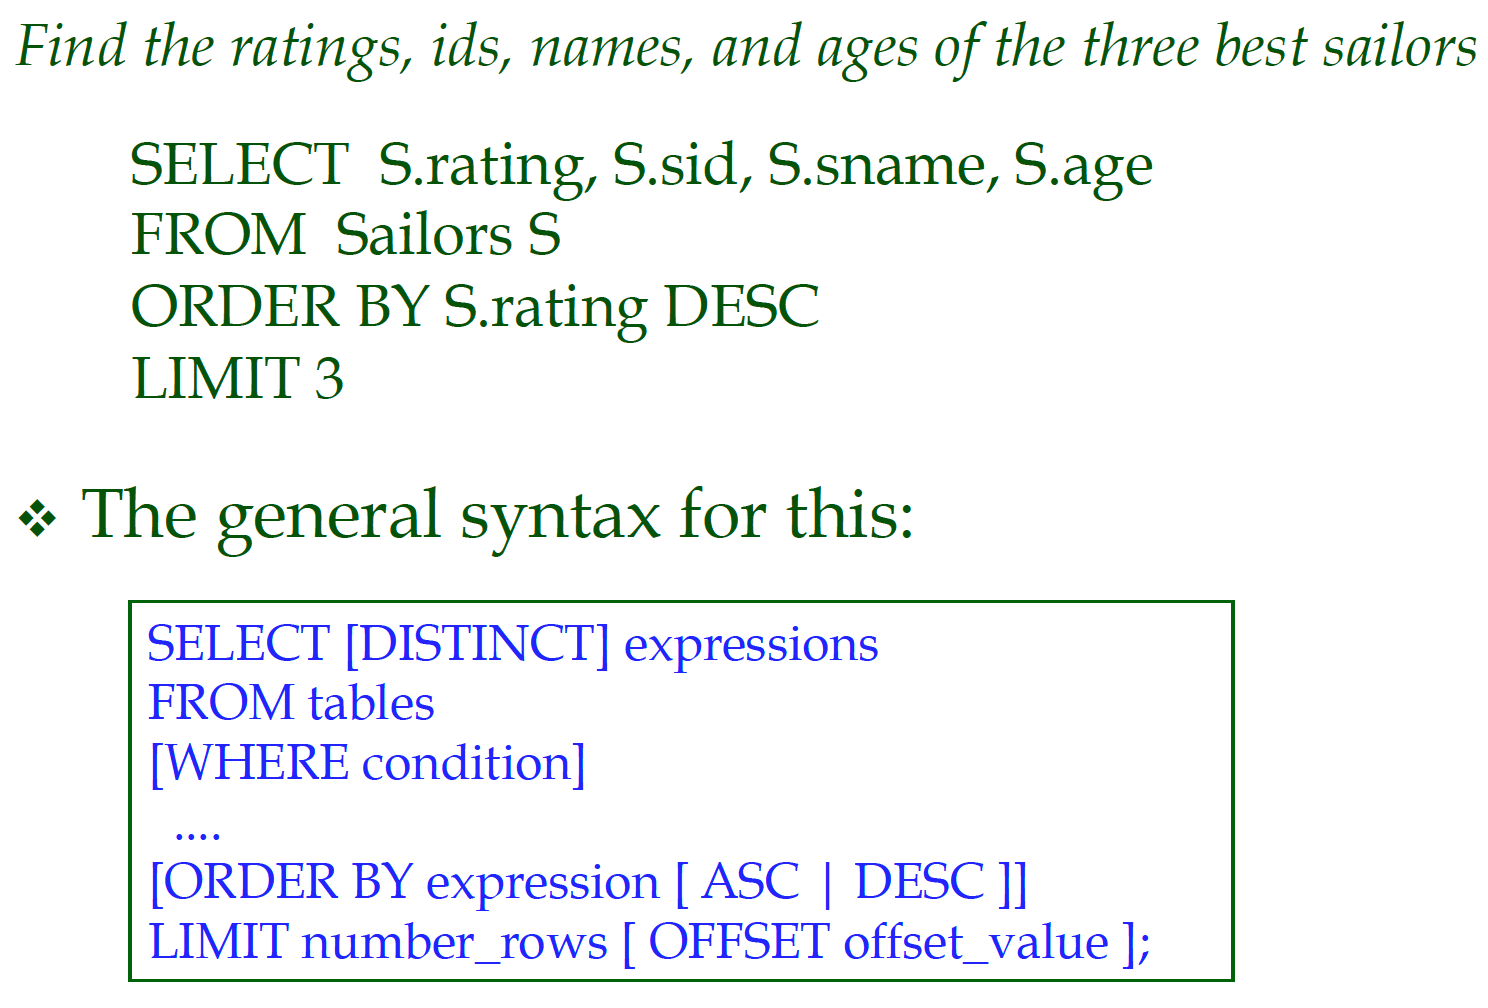 Find the ratings, ids, names, and ages of the three best sailors
SELECT S.rating, S.sid, S.sname, S.age
FROM Sailors S
ORDER BY S.rating DESC
LIMIT 3
❖ The general syntax for this:
SELECT [DISTINCT] expressions
FROM tables
[WHERE condition]
....
[ORDER BY expression [ ASC | DESC ]]
LIMIT number_rows [ OFFSET offset_value ];